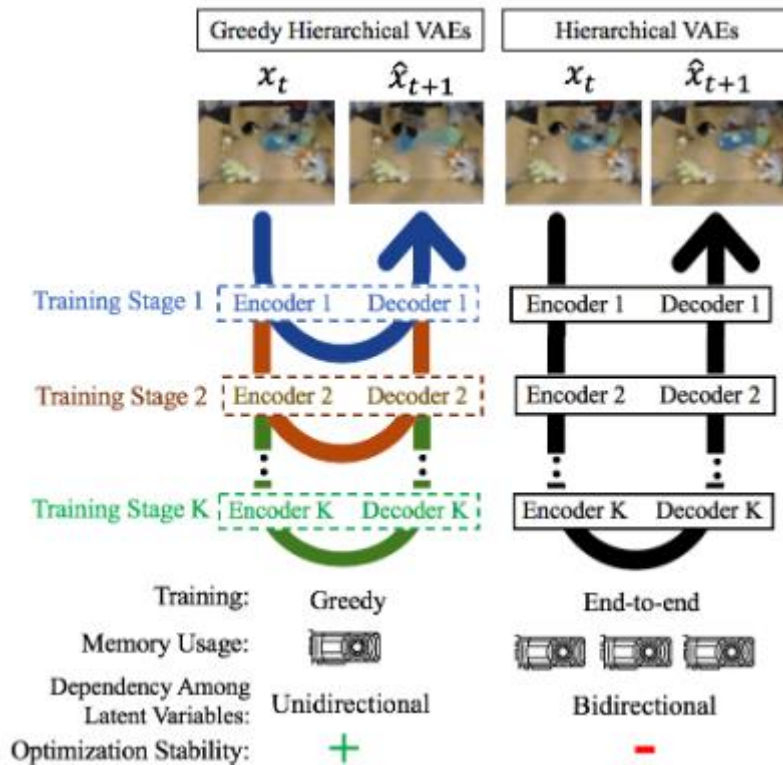 Greedy Hierarchical VAEs Hierarchical VAEs
x_t x̂_{t+1} x_t x̂_{t+1}
Training Stage 1 Encoder 1 Decoder 1 Encoder 1 Decoder 1
Training Stage 2 Encoder 2 Decoder 2 Encoder 2 Decoder 2
Training Stage K Encoder K Decoder K Encoder K Decoder K
Training: Greedy End-to-end
Memory Usage:
Dependency Among
Latent Variables: Unidirectional Bidirectional
Optimization Stability: + -